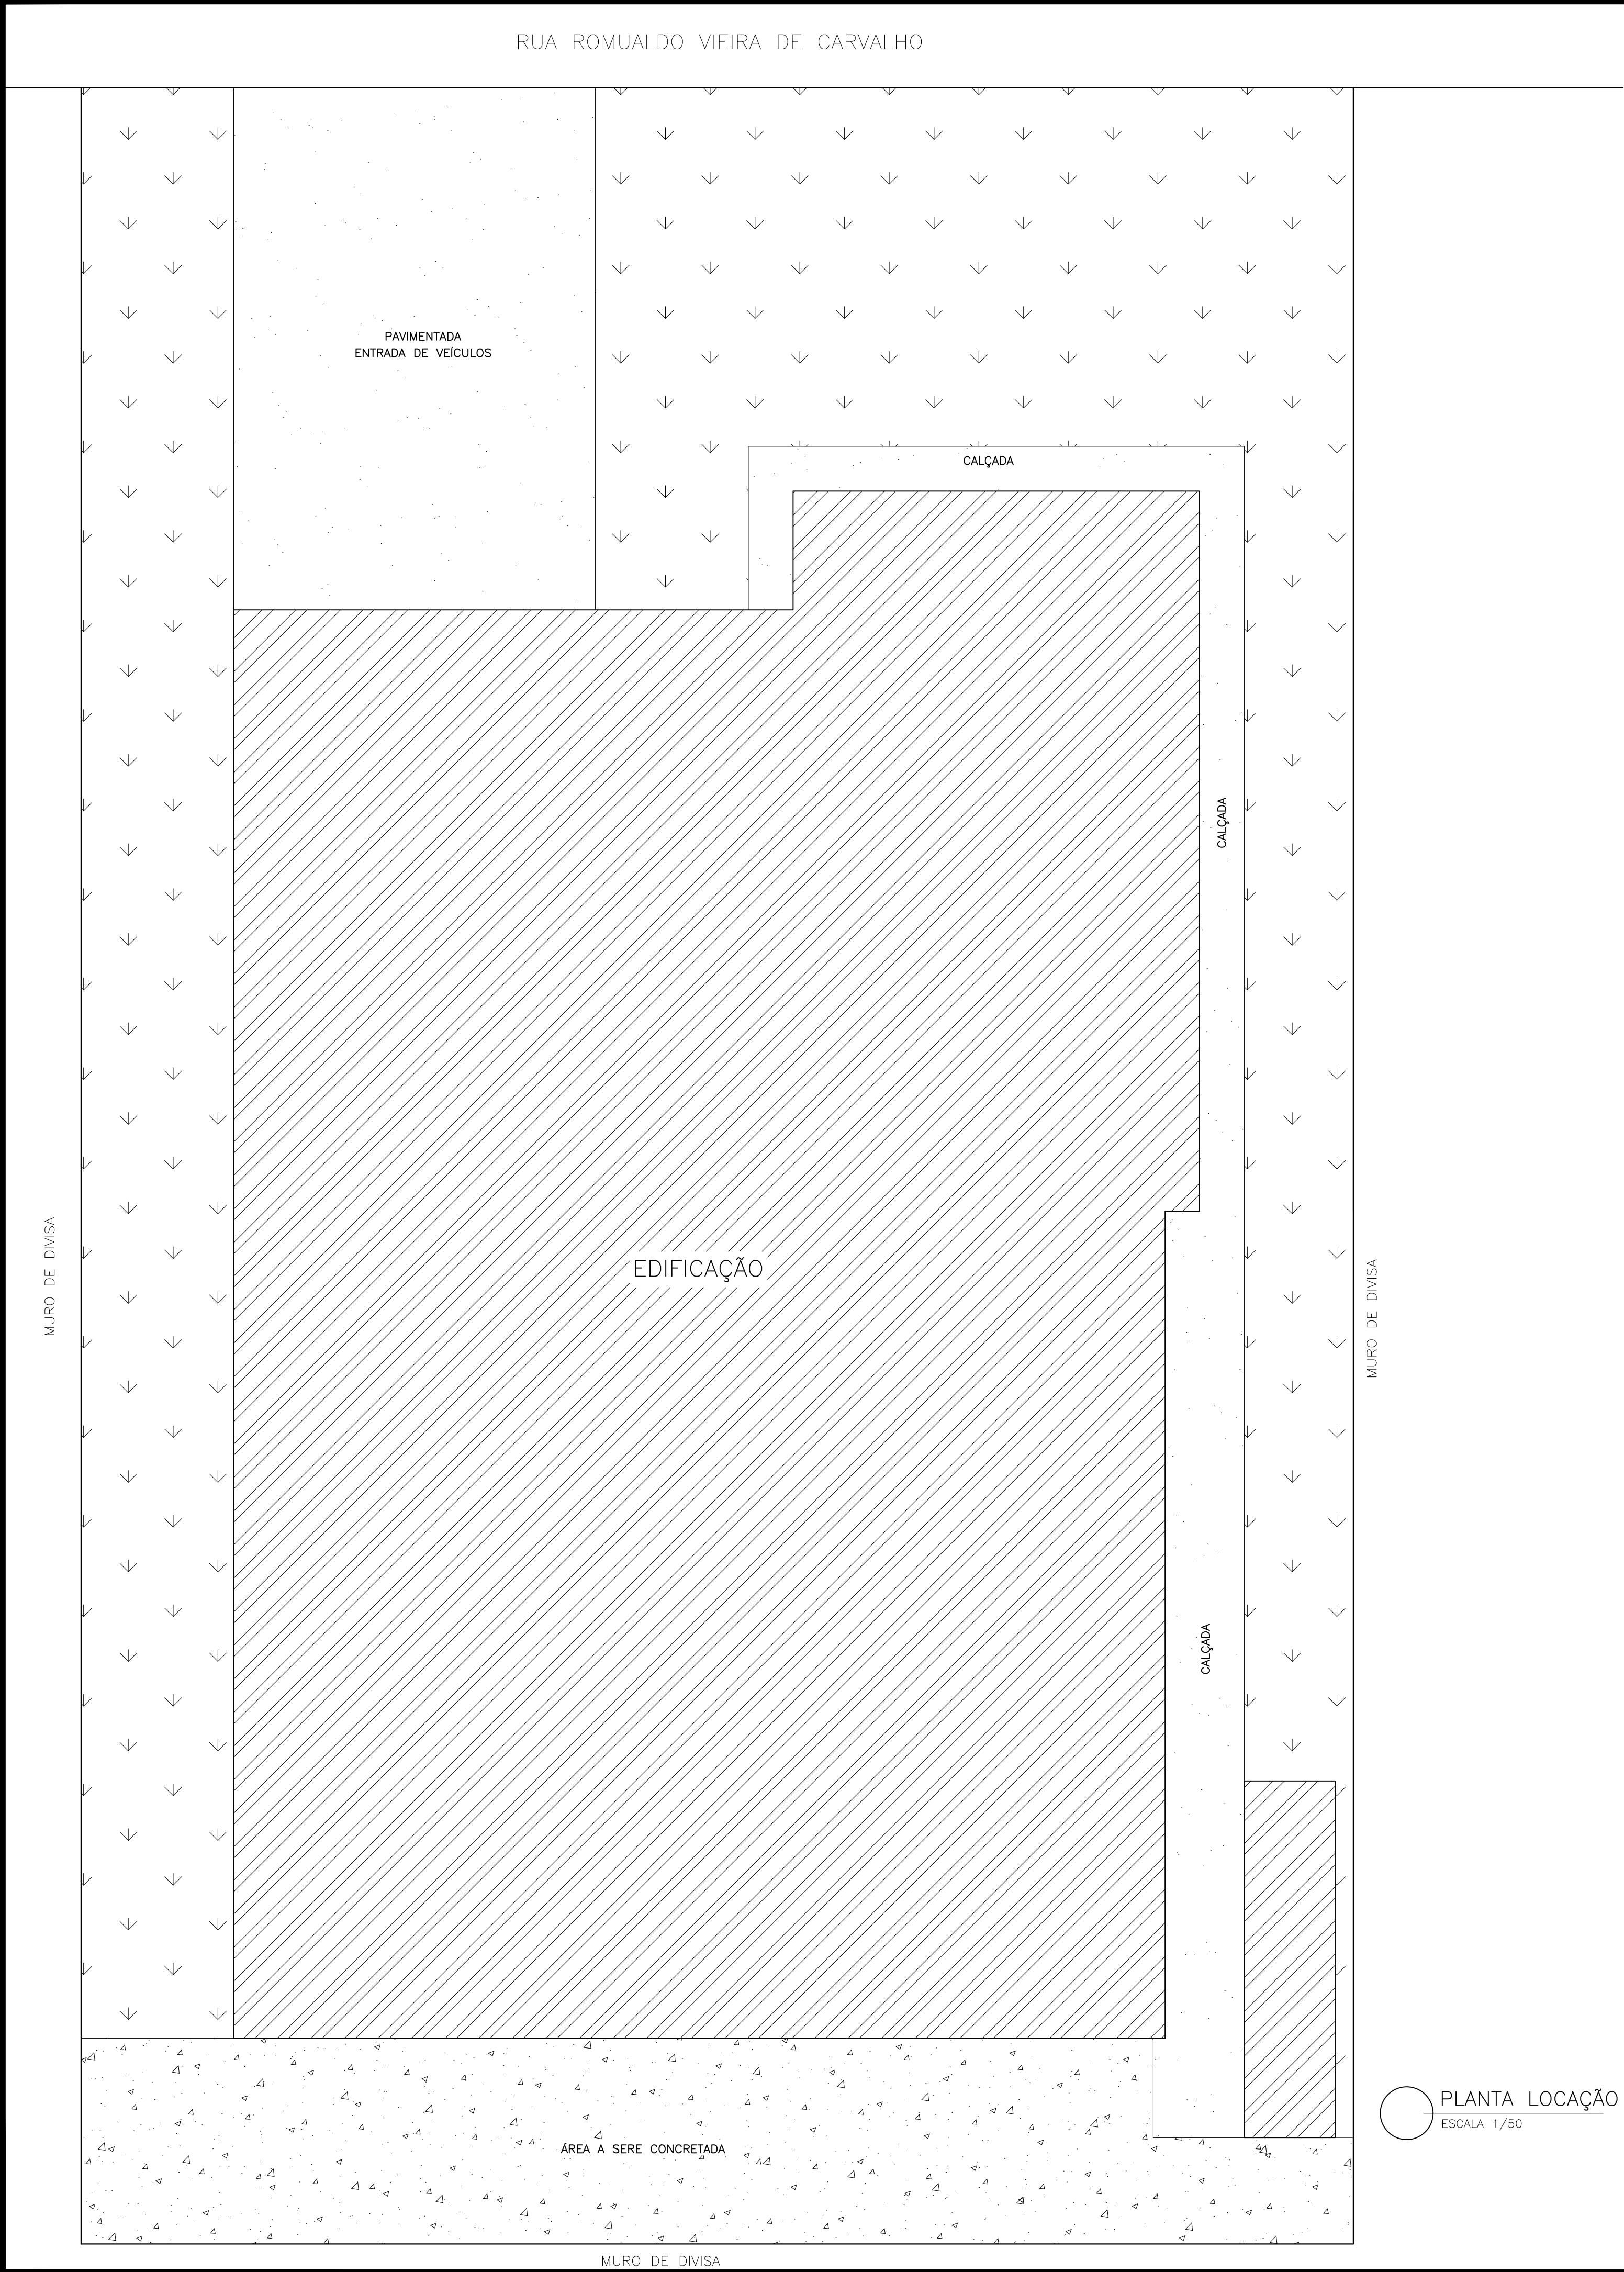 RUA ROMUALDO VIEIRA DE CARVALHO
PAVIMENTADA
ENTRADA DE VEÍCULOS
CALÇADA
CALÇADA
MURO DE DIVISA
EDIFICAÇÃO
MURO DE DIVISA
CALÇADA
PLANTA LOCAÇÃO
ESCALA 1/50
ÁREA A SERE CONCRETADA
MURO DE DIVISA